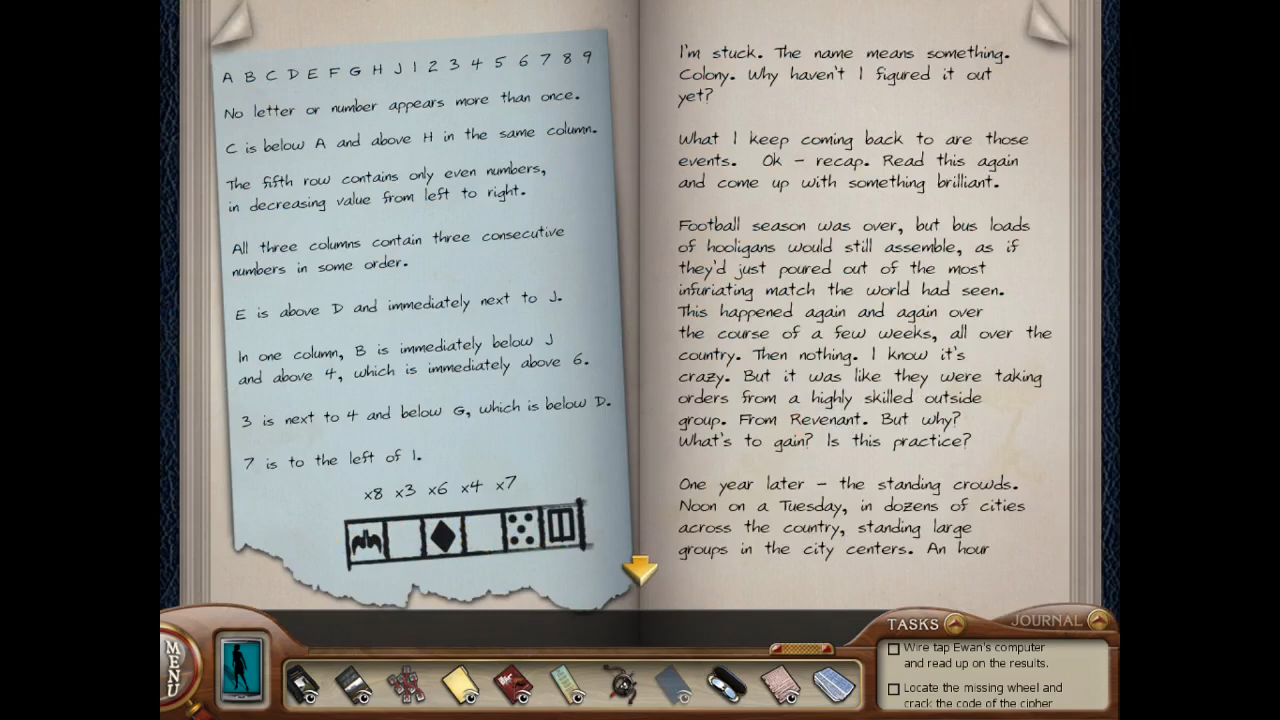 A B C D E F G H J 1 2 3 4 5 6 7 8 9
No letter or number appears more than once.
C is below A and above H in the same column.
The fifth row contains only even numbers,
in decreasing value from left to right.
All three columns contain three consecutive
numbers in some order.
E is above D and immediately next to J.
In one column, B is immediately below J
and above 4, which is immediately above 6.
3 is next to 4 and below G, which is below D.
7 is to the left of 1.
x8 x3 x6 x4 x7
I'm stuck. The name means something.
Colony. Why haven't I figured it out
yet?
What I keep coming back to are those
events. Ok - recap. Read this again
and come up with something brilliant.
Football season was over, but bus loads
of hooligans would still assemble, as if
they'd just poured out of the most
infuriating match the world had seen.
This happened again and again over
the course of a few weeks, all over the
country. Then nothing. I know it's
crazy. But it was like they were taking
orders from a highly skilled outside
group. From Revenant. But why?
What's to gain? Is this practice?
One year later - the standing crowds.
Noon on a Tuesday, in dozens of cities
across the country, standing large
groups in the city centers. An hour
MENU
TASKS
JOURNAL
Wire tap Ewan's computer
and read up on the results.
Locate the missing wheel and
crack the code of the cipher